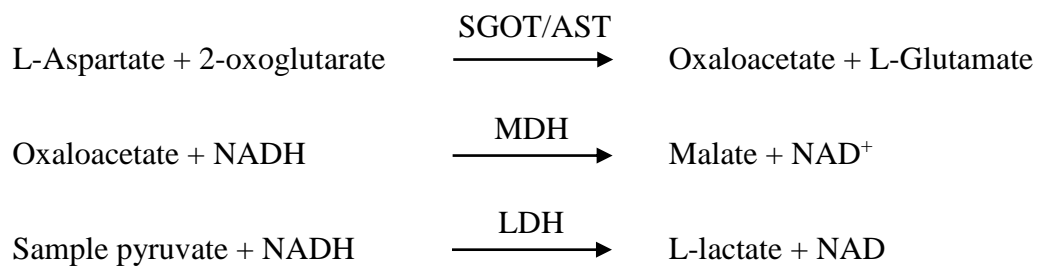 SGOT/AST
L-Aspartate + 2-oxoglutarate → Oxaloacetate + L-Glutamate
MDH
Oxaloacetate + NADH → Malate + NAD⁺
LDH
Sample pyruvate + NADH → L-lactate + NAD